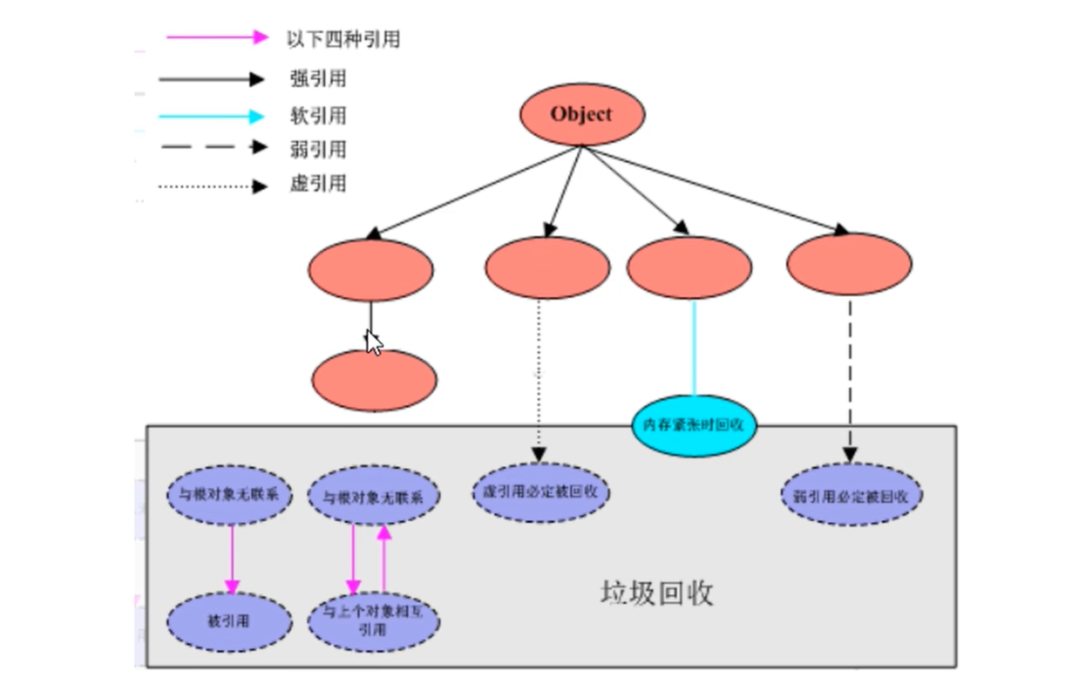 以下四种引用
强引用
软引用
弱引用
虚引用
Object
内存紧张时回收
与根对象无联系
与根对象无联系
虚引用必定被回收
弱引用必定被回收
垃圾回收
被引用
与上个对象相互
引用